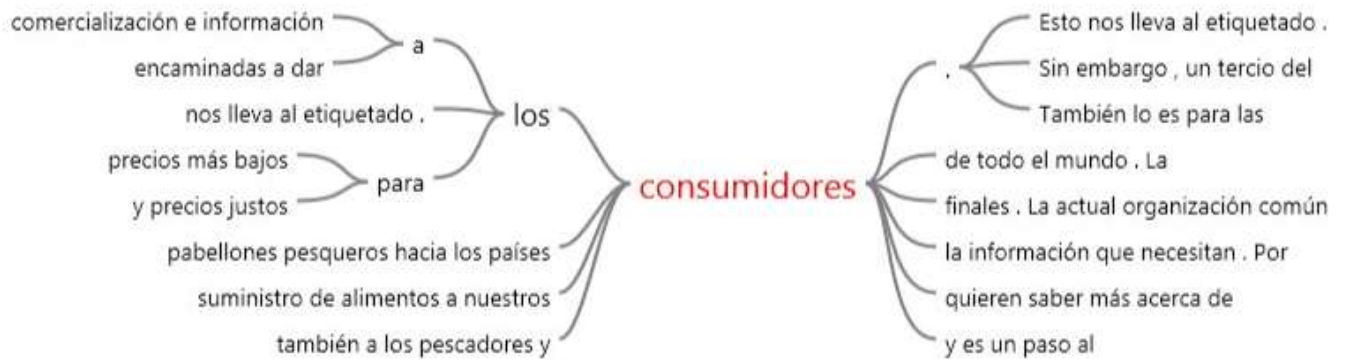 comercialización e información
a
encaminadas a dar
nos lleva al etiquetado .
los
precios más bajos
para
y precios justos
pabellones pesqueros hacia los países
suministro de alimentos a nuestros
también a los pescadores y
consumidores
.
Esto nos lleva al etiquetado .
Sin embargo , un tercio del
También lo es para las
de todo el mundo . La
finales . La actual organización común
la información que necesitan . Por
quieren saber más acerca de
y es un paso al